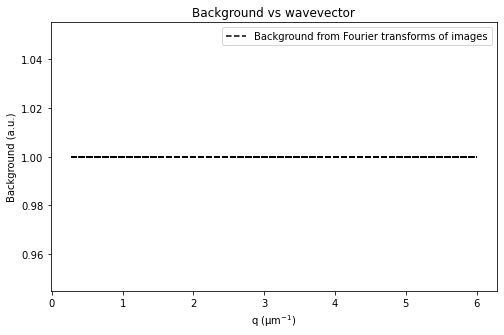 Background vs wavevector
Background from Fourier transforms of images
Background (a.u.)
1.04
1.02
1.00
0.98
0.96
0 1 2 3 4 5 6
q (μm⁻¹)